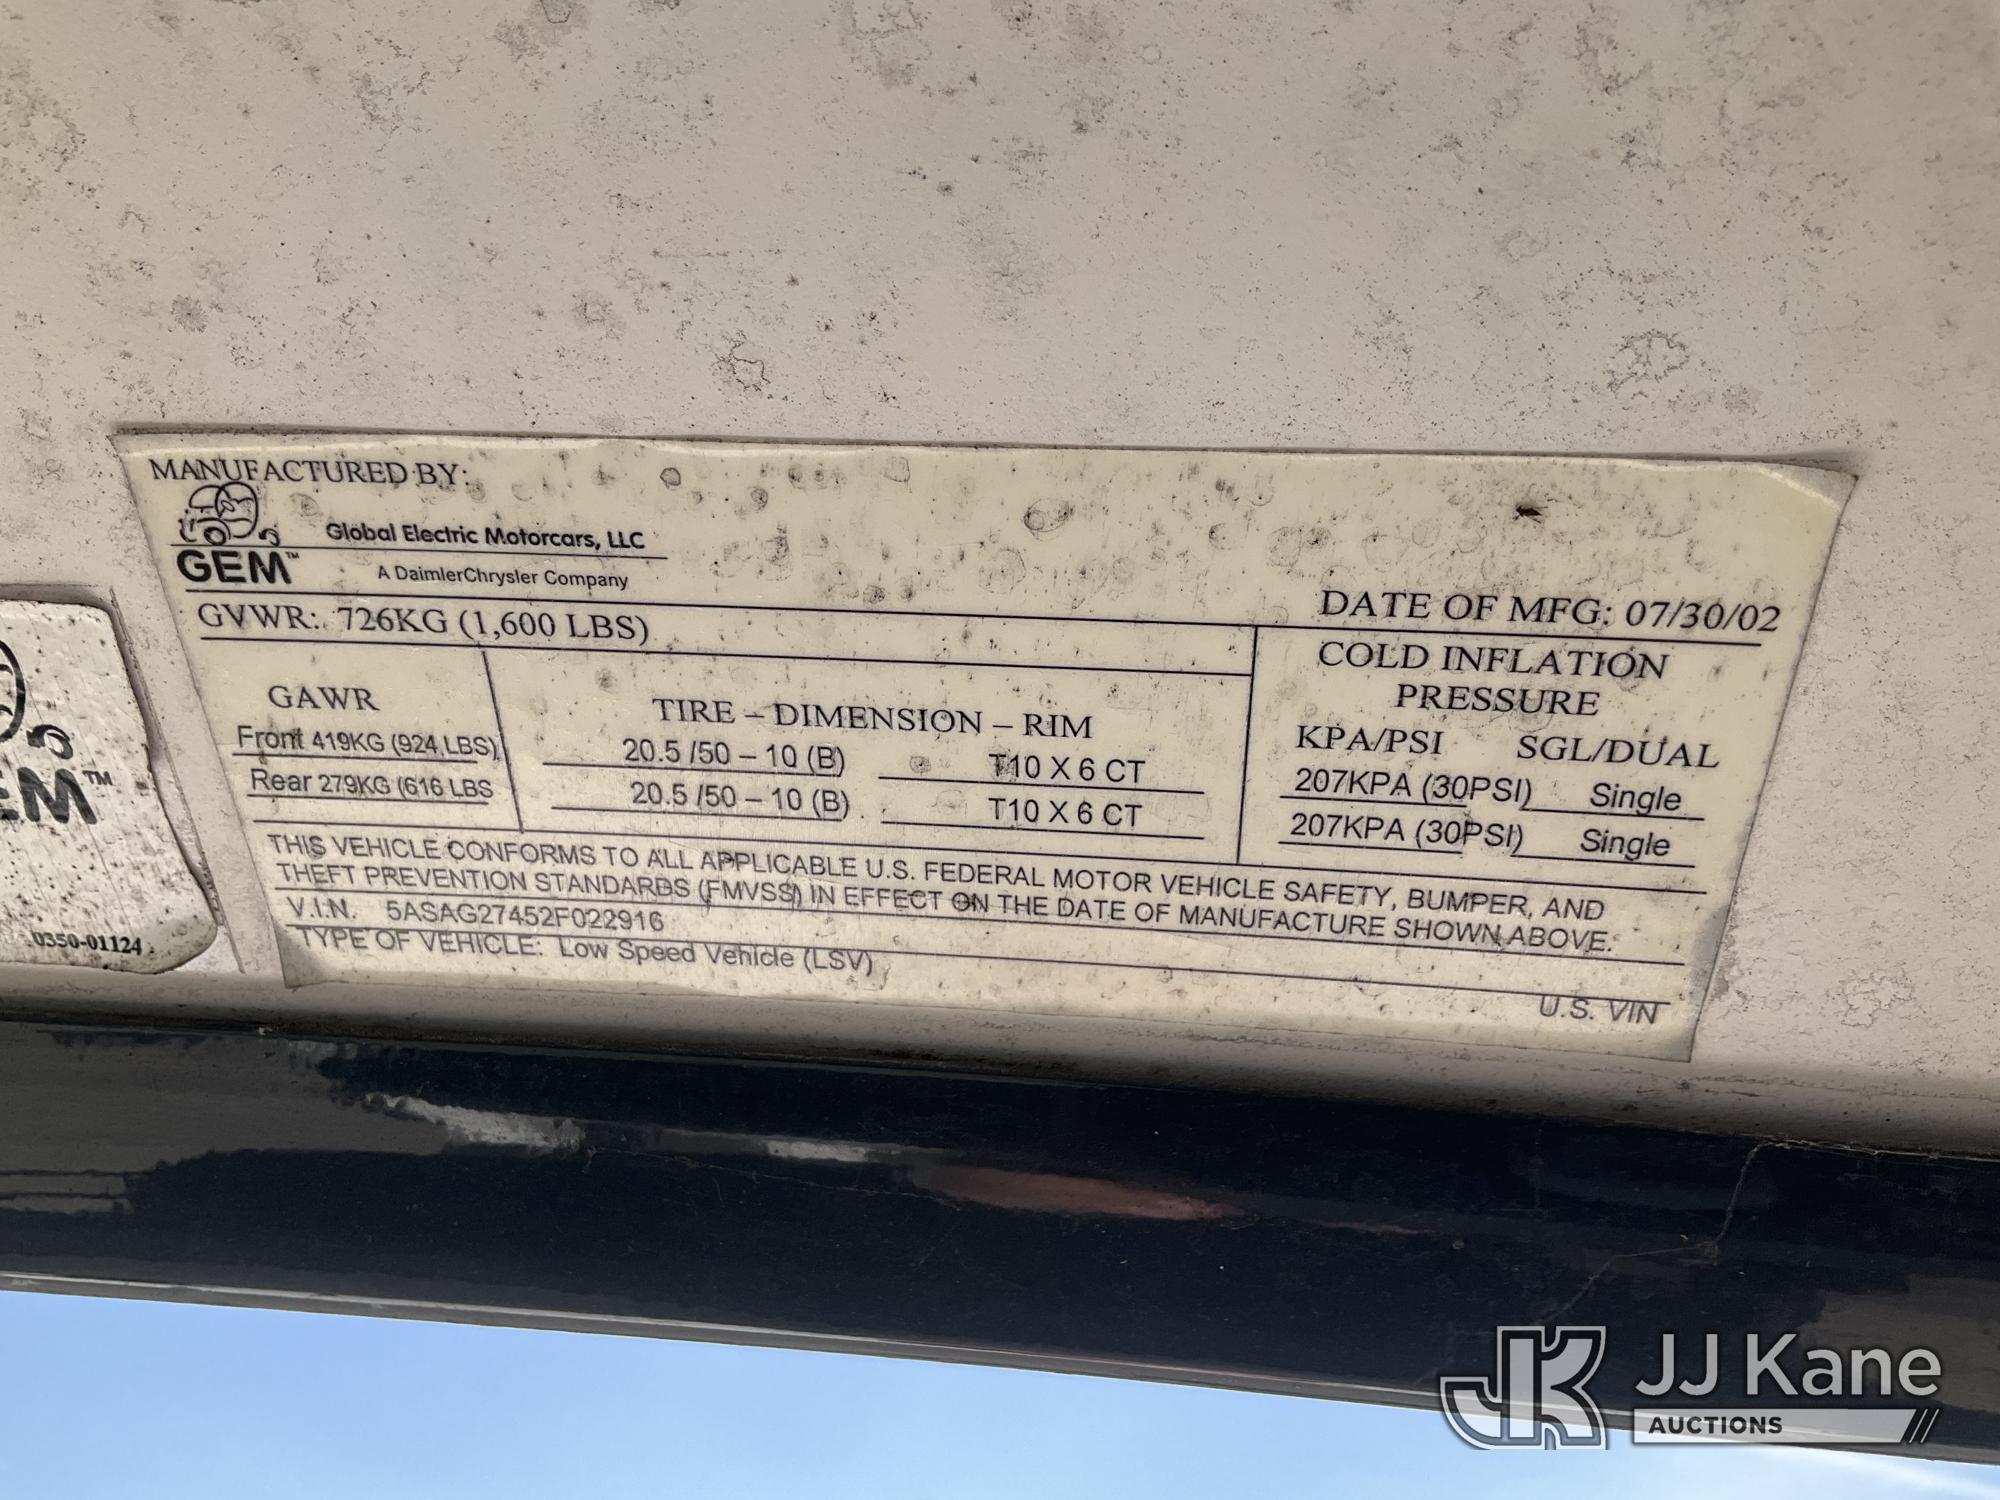 MANUFACTURED BY:
GEM™
Global Electric Motorcars, LLC
A DaimlerChrysler Company
DATE OF MFG: 07/30/02
GVWR: 726KG (1,600 LBS)
COLD INFLATION
PRESSURE
GAWR
TIRE – DIMENSION – RIM
KPA/PSI SGL/DUAL
Front 419KG (924 LBS) 20.5 /50 – 10 (B) T10 X 6 CT 207KPA (30PSI) Single
Rear 279KG (616 LBS 20.5 /50 – 10 (B) T10 X 6 CT 207KPA (30PSI) Single
THIS VEHICLE CONFORMS TO ALL APPLICABLE U.S. FEDERAL MOTOR VEHICLE SAFETY, BUMPER, AND
THEFT PREVENTION STANDARDS (FMVSS) IN EFFECT ON THE DATE OF MANUFACTURE SHOWN ABOVE.
V.I.N. 5ASAG27452F022916
TYPE OF VEHICLE: Low Speed Vehicle (LSV)
U.S. VIN
EM™
0350-01124
JK JJ Kane
AUCTIONS